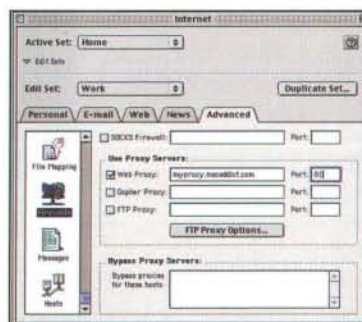 Internet
Active Set: Home
Edit Sets
Edit Set: Work Duplicate Set...
Personal E-mail Web News Advanced
File Mapping
Firewalls
Messages
Hosts
SOCKS Firewall: Port:
Use Proxy Servers:
Web Proxy: myproxy.macaddict.com Port: 80
Gopher Proxy: Port:
FTP Proxy: Port:
FTP Proxy Options...
Bypass Proxy Servers:
Bypass proxies
for these hosts: